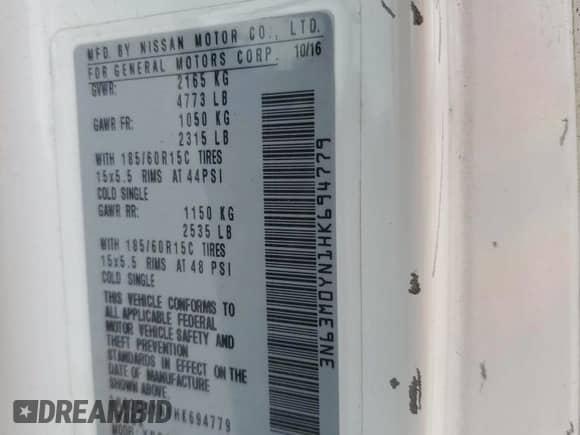 MFD BY NISSAN MOTOR CO., LTD.
FOR GENERAL MOTORS CORP. 10/16
GVWR: 2165 KG
4773 LB
GAWR FR: 1050 KG
2315 LB
WITH 185/60R15C TIRES
15x5.5 RIMS AT 44PSI
COLD SINGLE
GAWR RR: 1150 KG
2535 LB
WITH 185/60R15C TIRES
15x5.5 RIMS AT 48 PSI
COLD SINGLE
THIS VEHICLE CONFORMS TO
ALL APPLICABLE FEDERAL
MOTOR VEHICLE SAFETY AND
THEFT PREVENTION
STANDARDS IN EFFECT ON THE
DATE OF MANUFACTURE
SHOWN ABOVE.
HK694779
MODEL:
3N63M0YN1HK694779
DREAMBID